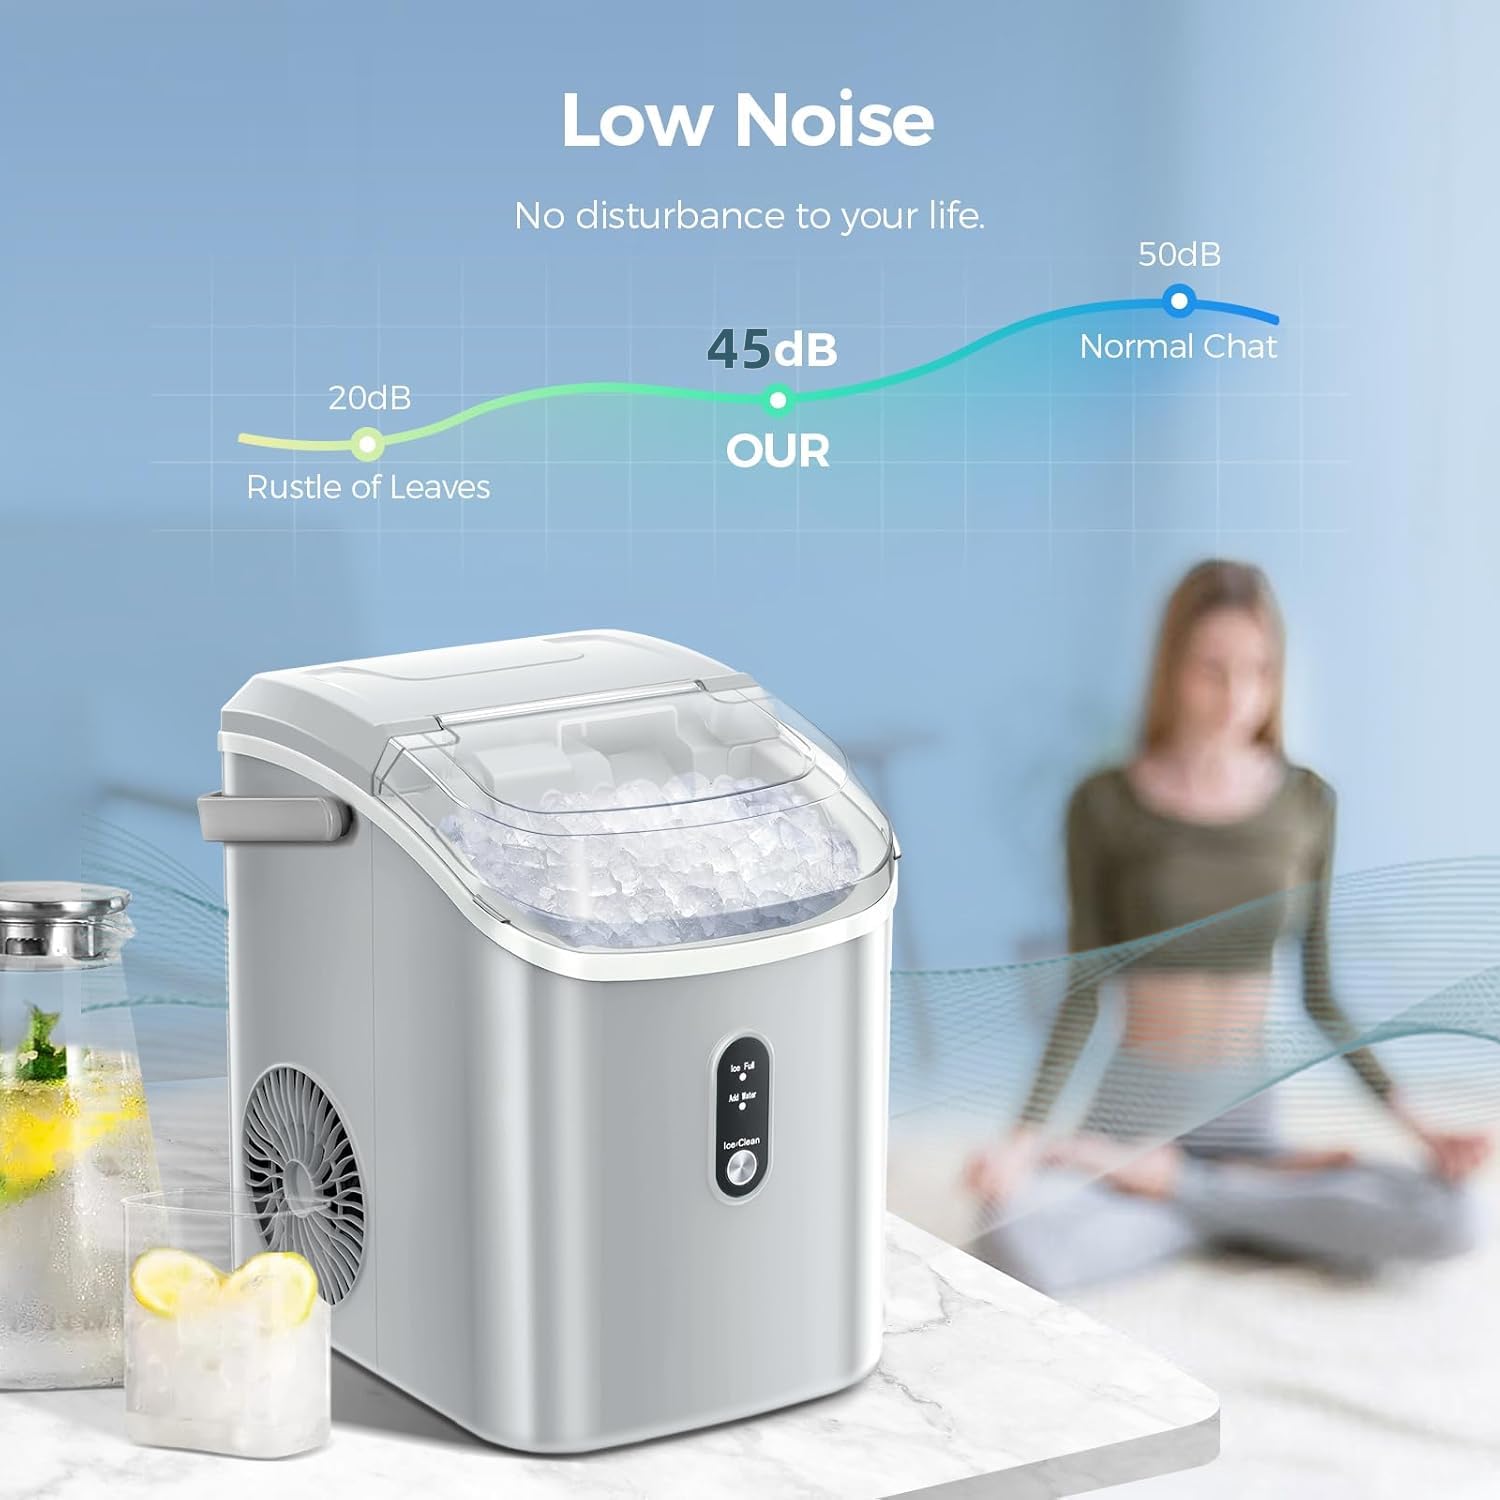 Low Noise
No disturbance to your life.
50dB
Normal Chat
45dB
OUR
20dB
Rustle of Leaves
Ice Full
Add Water
Ice/Clean